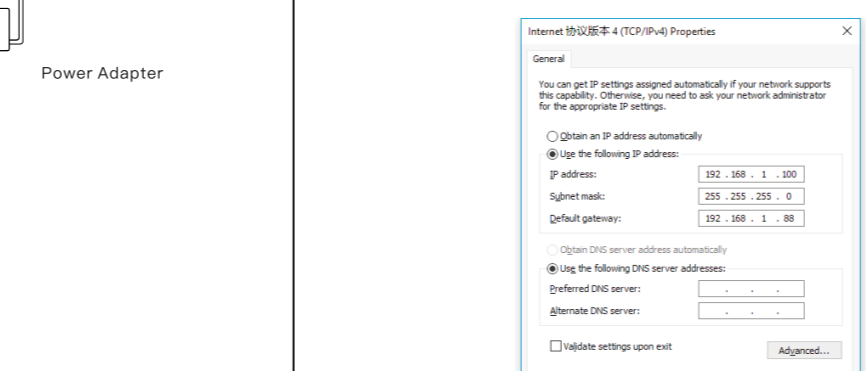 Power Adapter
Internet 协议版本 4 (TCP/IPv4) Properties
General
You can get IP settings assigned automatically if your network supports
this capability. Otherwise, you need to ask your network administrator
for the appropriate IP settings.
Obtain an IP address automatically
Use the following IP address:
IP address: 192 . 168 . 1 . 100
Subnet mask: 255 . 255 . 255 . 0
Default gateway: 192 . 168 . 1 . 88
Obtain DNS server address automatically
Use the following DNS server addresses:
Preferred DNS server: . . .
Alternate DNS server: . . .
Validate settings upon exit
Advanced...